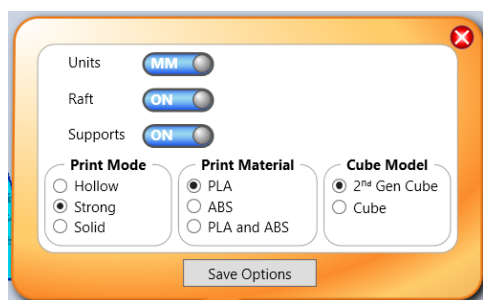 Units MM
Raft ON
Supports ON
Print Mode Print Material Cube Model
Hollow PLA 2nd Gen Cube
Strong ABS Cube
Solid PLA and ABS
Save Options